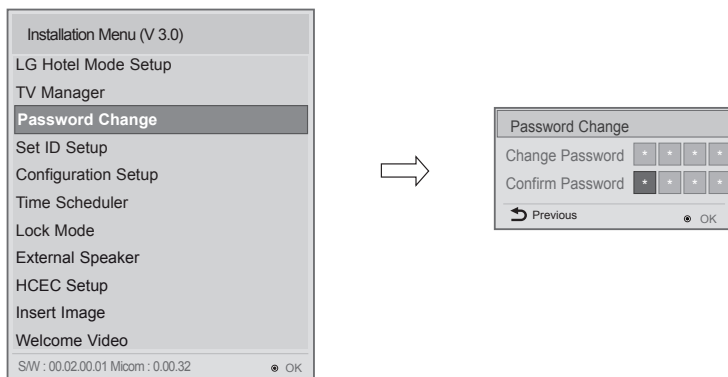 Installation Menu (V 3.0)
LG Hotel Mode Setup
TV Manager
Password Change
Set ID Setup
Configuration Setup
Time Scheduler
Lock Mode
External Speaker
HCEC Setup
Insert Image
Welcome Video
S/W : 00.02.00.01 Micom : 0.00.32 ◉ OK
Password Change
Change Password * * * *
Confirm Password * * * *
Previous ◉ OK